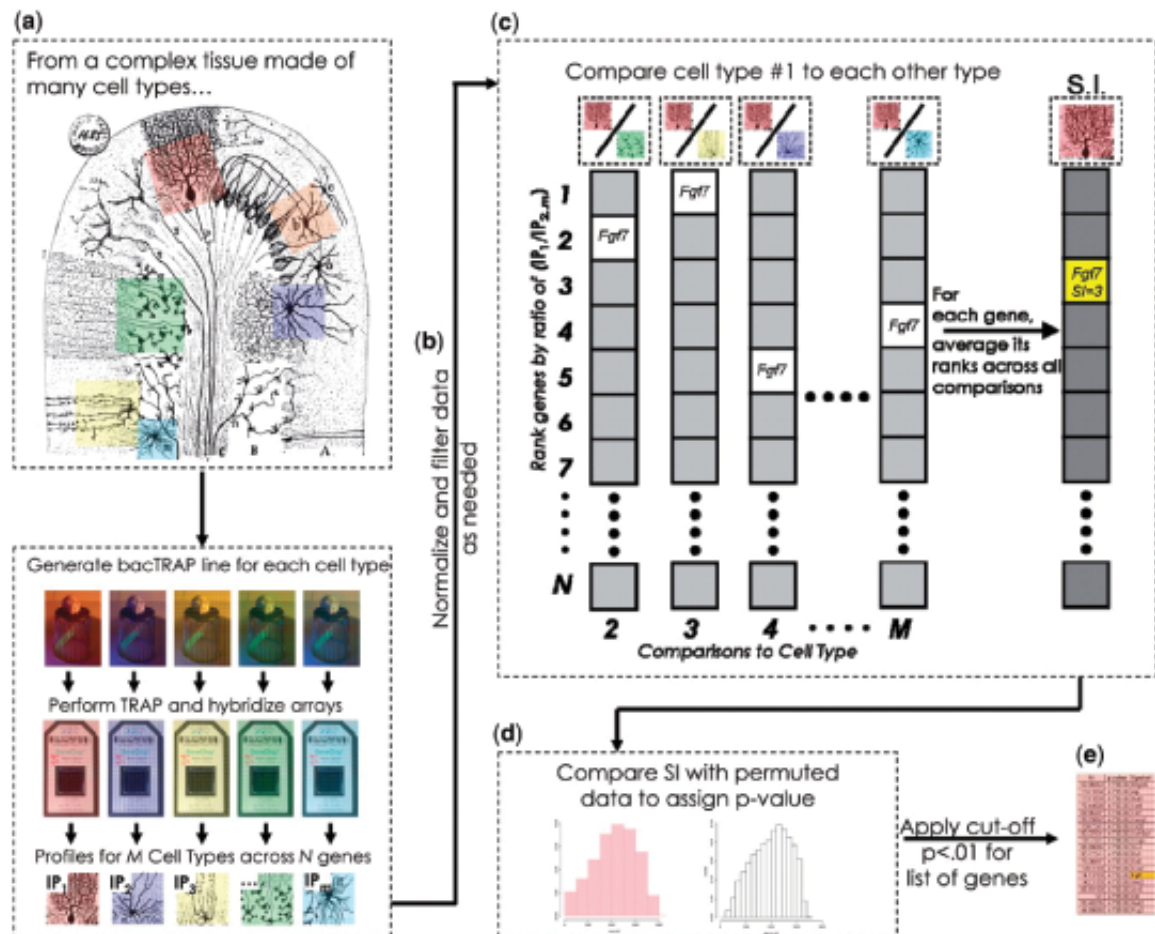 (a)
From a complex tissue made of
many cell types...
C
B
A
Generate bacTRAP line for each cell type
Perform TRAP and hybridize arrays
Profiles for M Cell Types across N genes
IP1
IP2
IP3
....
IPm
(b)
Normalize and filter data
as needed
(c)
Compare cell type #1 to each other type
S.I.
Rank genes by ratio of (IP1/IP2.m)
1
2
3
4
5
6
7
N
Fgf7
Fgf7
Fgf7
Fgf7
For
each gene,
average its
ranks across all
comparisons
Fgf7
SI=3
2 3 4 ..... M
Comparisons to Cell Type
(d)
Compare SI with permuted
data to assign p-value
Apply cut-off
p<.01 for
list of genes
(e)